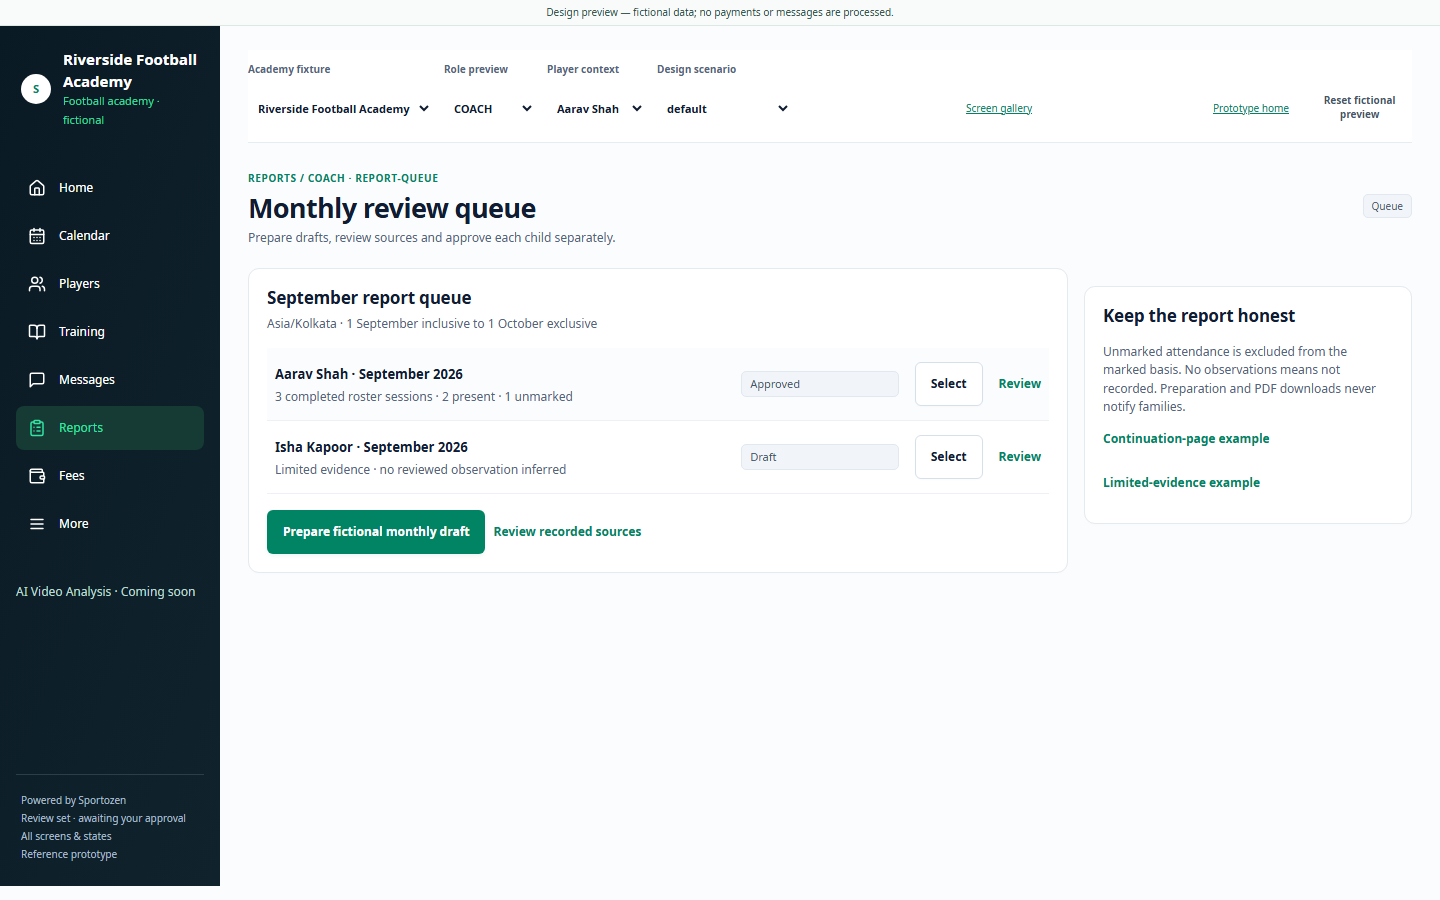 Design preview — fictional data; no payments or messages are processed.
S
Riverside Football
Academy
Football academy ·
fictional
Home
Calendar
Players
Training
Messages
Reports
Fees
More
AI Video Analysis · Coming soon
Powered by Sportozen
Review set · awaiting your approval
All screens & states
Reference prototype
Academy fixture
Role preview
Player context
Design scenario
Riverside Football Academy
COACH
Aarav Shah
default
Screen gallery
Prototype home
Reset fictional
preview
REPORTS / COACH · REPORT-QUEUE
Monthly review queue
Prepare drafts, review sources and approve each child separately.
Queue
September report queue
Asia/Kolkata · 1 September inclusive to 1 October exclusive
Aarav Shah · September 2026
3 completed roster sessions · 2 present · 1 unmarked
Approved
Select
Review
Isha Kapoor · September 2026
Limited evidence · no reviewed observation inferred
Draft
Select
Review
Prepare fictional monthly draft
Review recorded sources
Keep the report honest
Unmarked attendance is excluded from the
marked basis. No observations means not
recorded. Preparation and PDF downloads never
notify families.
Continuation-page example
Limited-evidence example